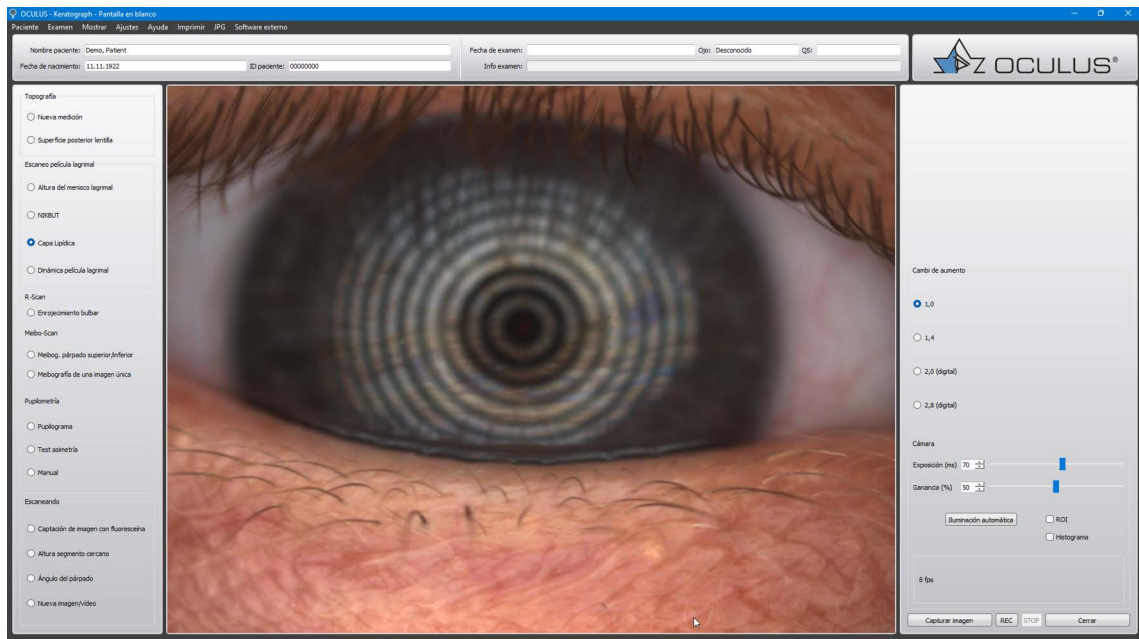 OCULUS - Keratograph - Pantalla en blanco
Paciente Examen Mostrar Ajustes Ayuda Imprimir JPG Software externo
Nombre paciente: Demo, Patient
Fecha de nacimiento: 11.11.1922 ID paciente: 00000000
Fecha de examen: Ojo: Desconocido QS:
Info examen:
OCULUS®
Topografía
Nueva medición
Superficie posterior lentilla
Escaneo película lagrimal
Altura del menisco lagrimal
NIKBUT
Capa Lipídica
Dinámica película lagrimal
R-Scan
Enrojecimiento bulbar
Meibo-Scan
Meibog. párpado superior/inferior
Meibografía de una imagen única
Pupilometría
Pupilograma
Test asimetría
Manual
Escaneando
Captación de imagen con fluoresceína
Altura segmento cercano
Ángulo del párpado
Nueva imagen/vídeo
Cambi de aumento
1,0
1,4
2,0 (digital)
2,8 (digital)
Cámara
Exposición (ms) 70
Ganancia (%) 50
Iluminación automática ROI
Histograma
8 fps
Capturar imagen REC STOP Cerrar